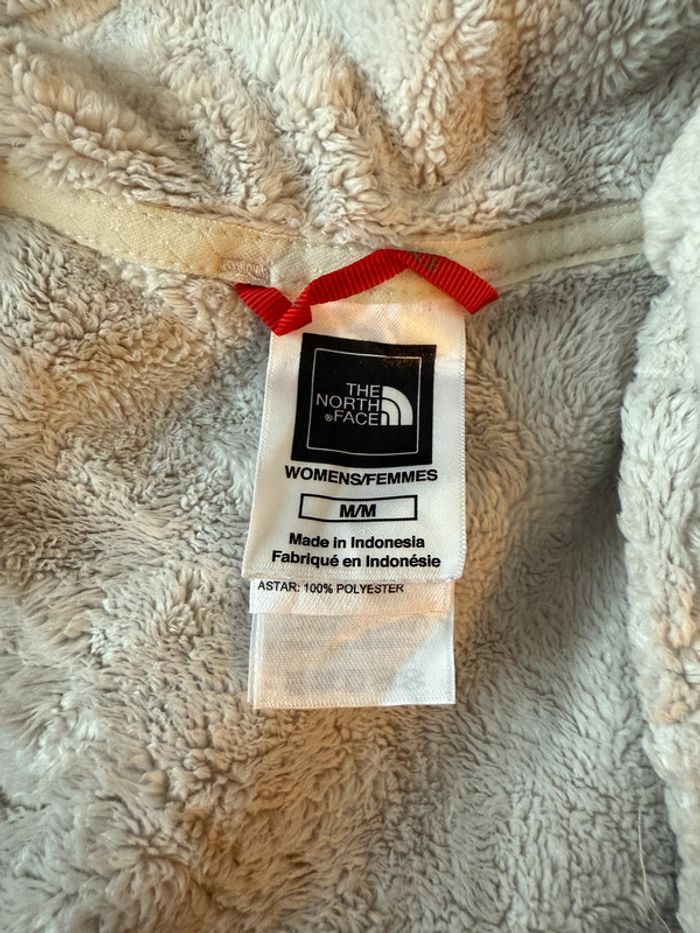 THE
NORTH
®FACE
WOMENS/FEMMES
M/M
Made in Indonesia
Fabriqué en Indonésie
ASTAR: 100% POLYESTER